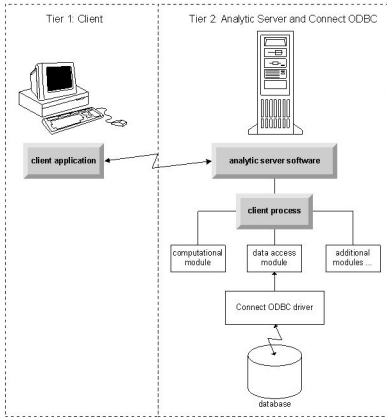 Tier 1: Client
Tier 2: Analytic Server and Connect ODBC
client application
analytic server software
client process
computational
module
data access
module
additional
modules ...
Connect ODBC driver
database